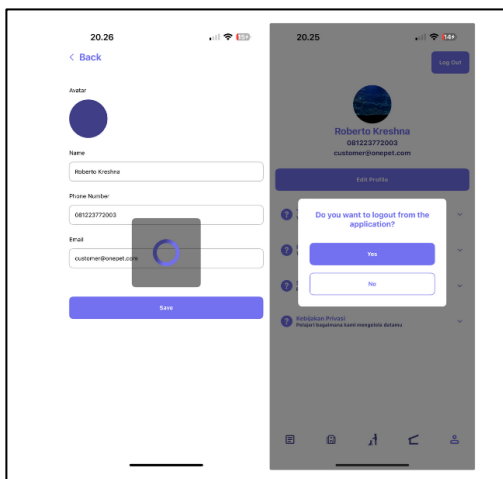 20.26
< Back
Avatar
Name
Roberto Kreshna
Phone Number
081223772003
Email
customer@onepet.com
Save
20.25
14
Log Out
Roberto Kreshna
081223772003
customer@onepet.com
Edit Profile
Do you want to logout from the
application?
Yes
No
Kebijakan Privasi
Pelajari bagaimana kami mengelola datamu